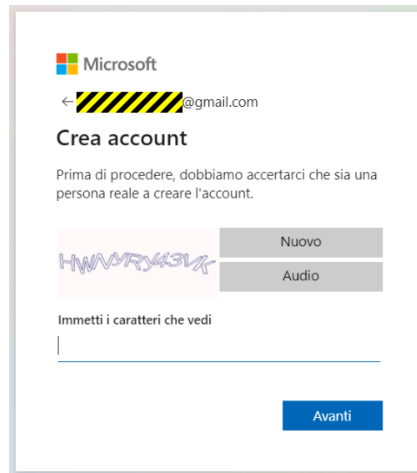 Microsoft
@gmail.com
Crea account
Prima di procedere, dobbiamo accertarci che sia una
persona reale a creare l'account.
Nuovo
Audio
Immetti i caratteri che vedi
Avanti